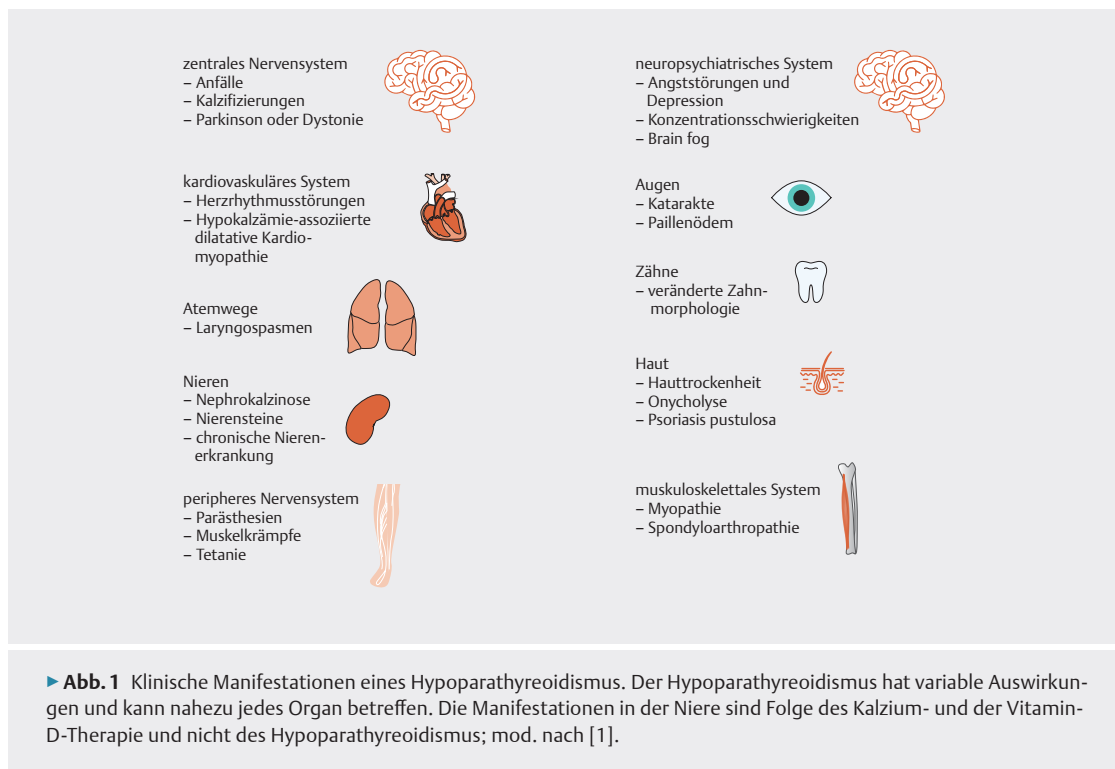 zentrales Nervensystem
– Anfälle
– Kalzifizierungen
– Parkinson oder Dystonie
kardiovaskuläres System
– Herzrhythmusstörungen
– Hypokalzämie-assoziierte
dilatative Kardio-
myopathie
Atemwege
– Laryngospasmen
Nieren
– Nephrokalzinose
– Nierensteine
– chronische Nieren-
erkrankung
peripheres Nervensystem
– Parästhesien
– Muskelkrämpfe
– Tetanie
neuropsychiatrisches System
– Angststörungen und
Depression
– Konzentrationsschwierigkeiten
– Brain fog
Augen
– Katarakte
– Paillenödem
Zähne
– veränderte Zahn-
morphologie
Haut
– Hauttrockenheit
– Onycholyse
– Psoriasis pustulosa
muskuloskelettales System
– Myopathie
– Spondyloarthropathie
▶ Abb. 1 Klinische Manifestationen eines Hypoparathyreoidismus. Der Hypoparathyreoidismus hat variable Auswirkun-
gen und kann nahezu jedes Organ betreffen. Die Manifestationen in der Niere sind Folge des Kalzium- und der Vitamin-
D-Therapie und nicht des Hypoparathyreoidismus; mod. nach [1].